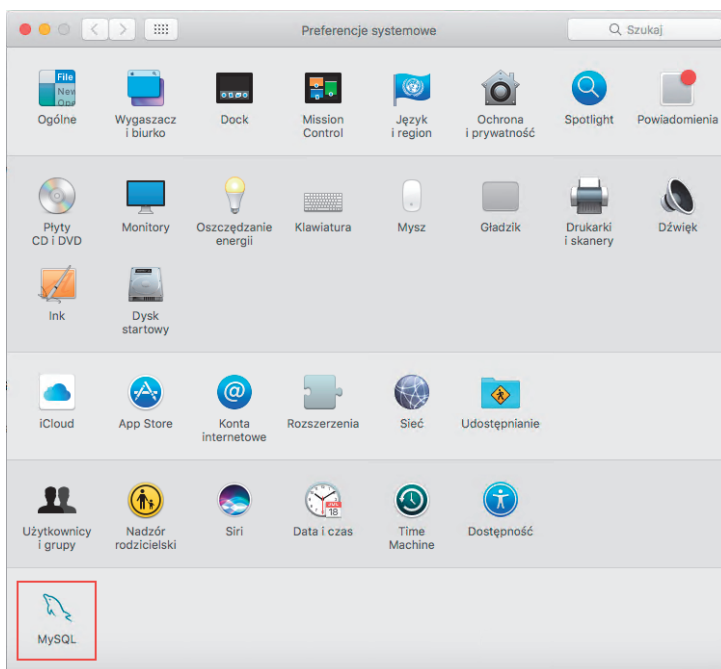 Preferencje systemowe
Szukaj
File
New
Ope
Ogólne
Wygaszacz
i biurko
Dock
Mission
Control
Język
i region
Ochrona
i prywatność
Spotlight
Powiadomienia
Płyty
CD i DVD
Monitory
Oszczędzanie
energii
Klawiatura
Mysz
Gładzik
Drukarki
i skanery
Dźwięk
Ink
Dysk
startowy
iCloud
App Store
@
Konta
internetowe
Rozszerzenia
Sieć
Udostępnianie
Użytkownicy
i grupy
Nadzór
rodzicielski
Siri
JUL
18
Data i czas
Time
Machine
Dostępność
MySQL